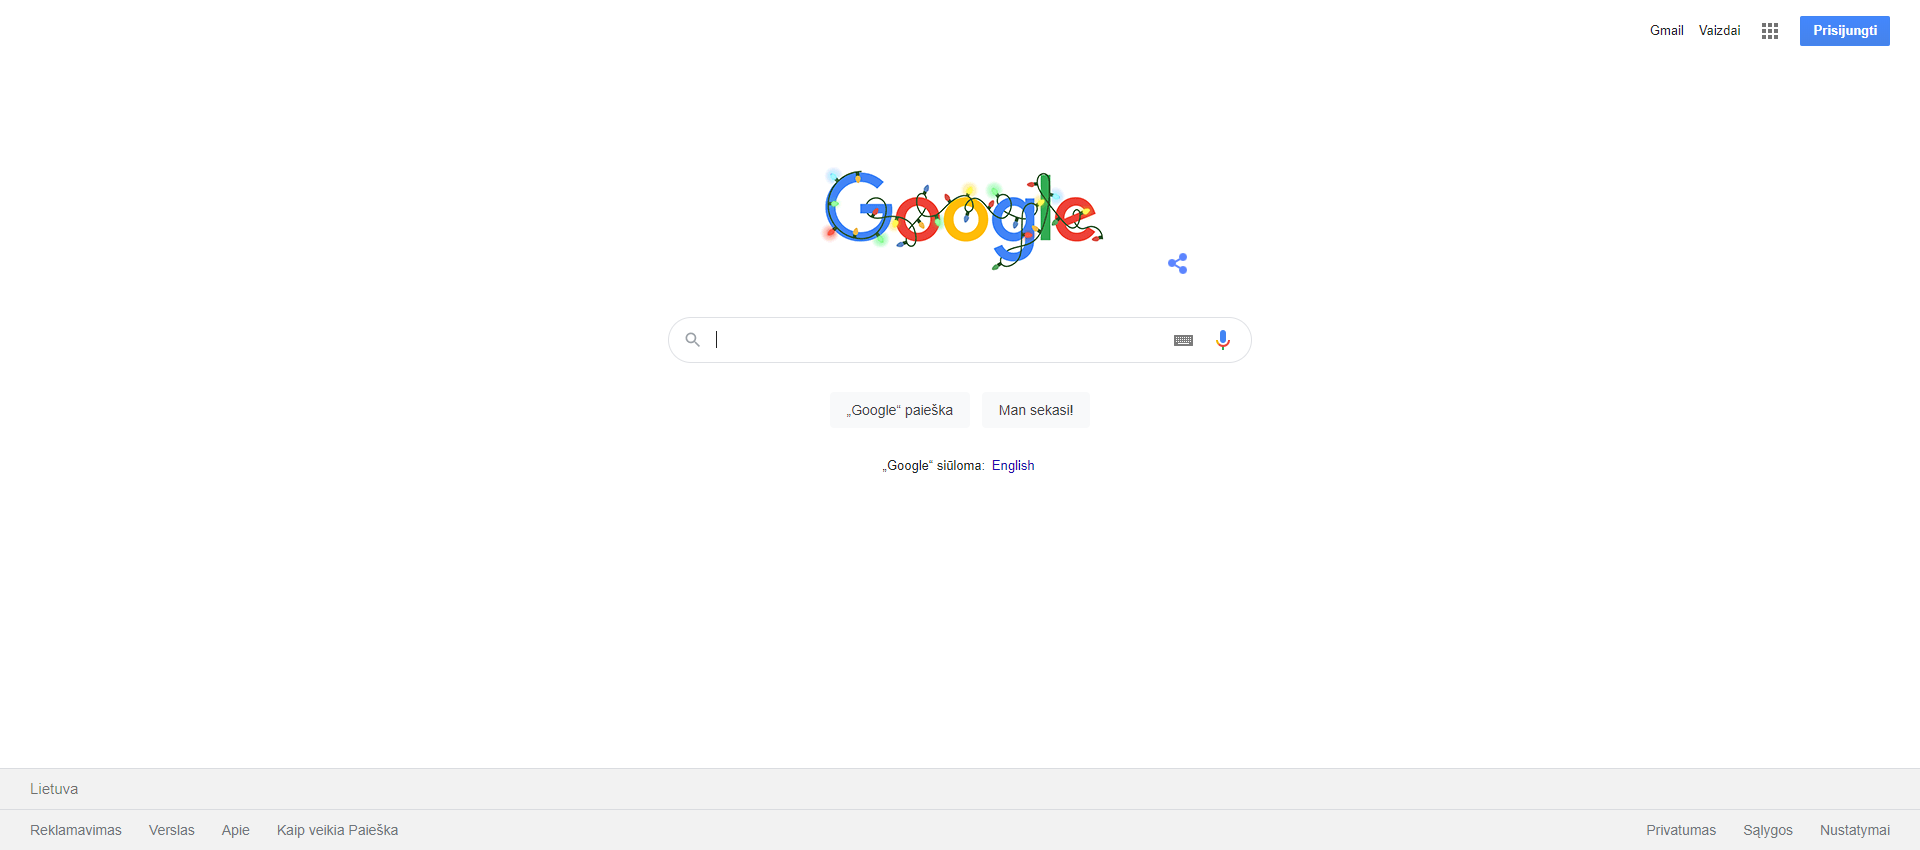 Gmail Vaizdai Prisijungti
Google
„Google“ paieška Man sekasi!
„Google“ siūloma: English
Lietuva
Reklamavimas Verslas Apie Kaip veikia Paieška Privatumas Sąlygos Nustatymai